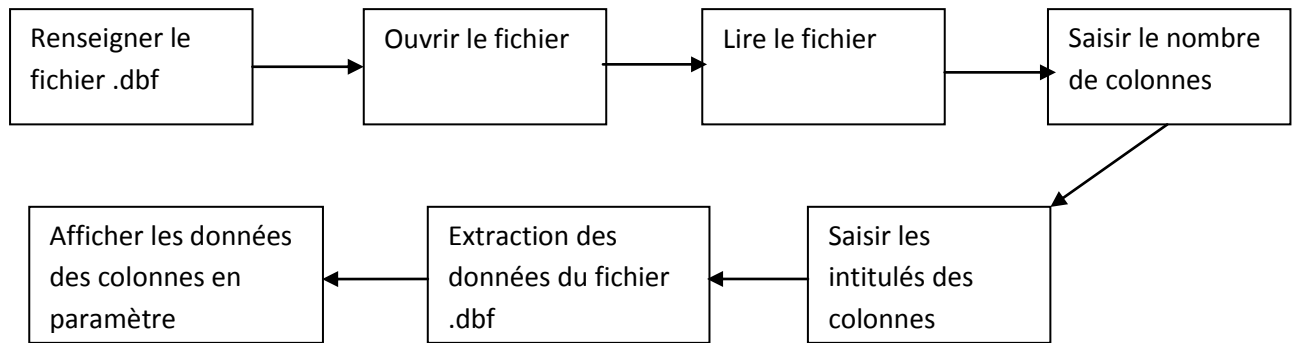 Renseigner le
fichier .dbf
Ouvrir le fichier
Lire le fichier
Saisir le nombre
de colonnes
Saisir les
intitulés des
colonnes
Extraction des
données du fichier
.dbf
Afficher les données
des colonnes en
paramètre